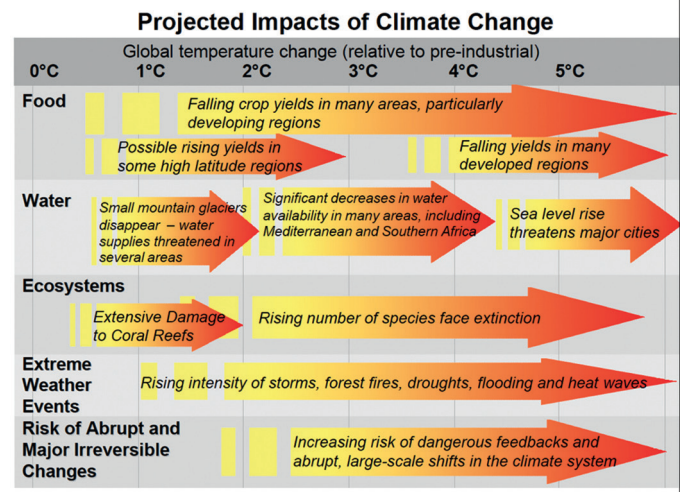 Projected Impacts of Climate Change
Global temperature change (relative to pre-industrial)
0°C 1°C 2°C 3°C 4°C 5°C
Food
Falling crop yields in many areas, particularly
developing regions
Possible rising yields in
some high latitude regions
Falling yields in many
developed regions
Water
Small mountain glaciers
disappear – water
supplies threatened in
several areas
Significant decreases in water
availability in many areas, including
Mediterranean and Southern Africa
Sea level rise
threatens major cities
Ecosystems
Extensive Damage
to Coral Reefs
Rising number of species face extinction
Extreme
Weather
Events
Rising intensity of storms, forest fires, droughts, flooding and heat waves
Risk of Abrupt and
Major Irreversible
Changes
Increasing risk of dangerous feedbacks and
abrupt, large-scale shifts in the climate system